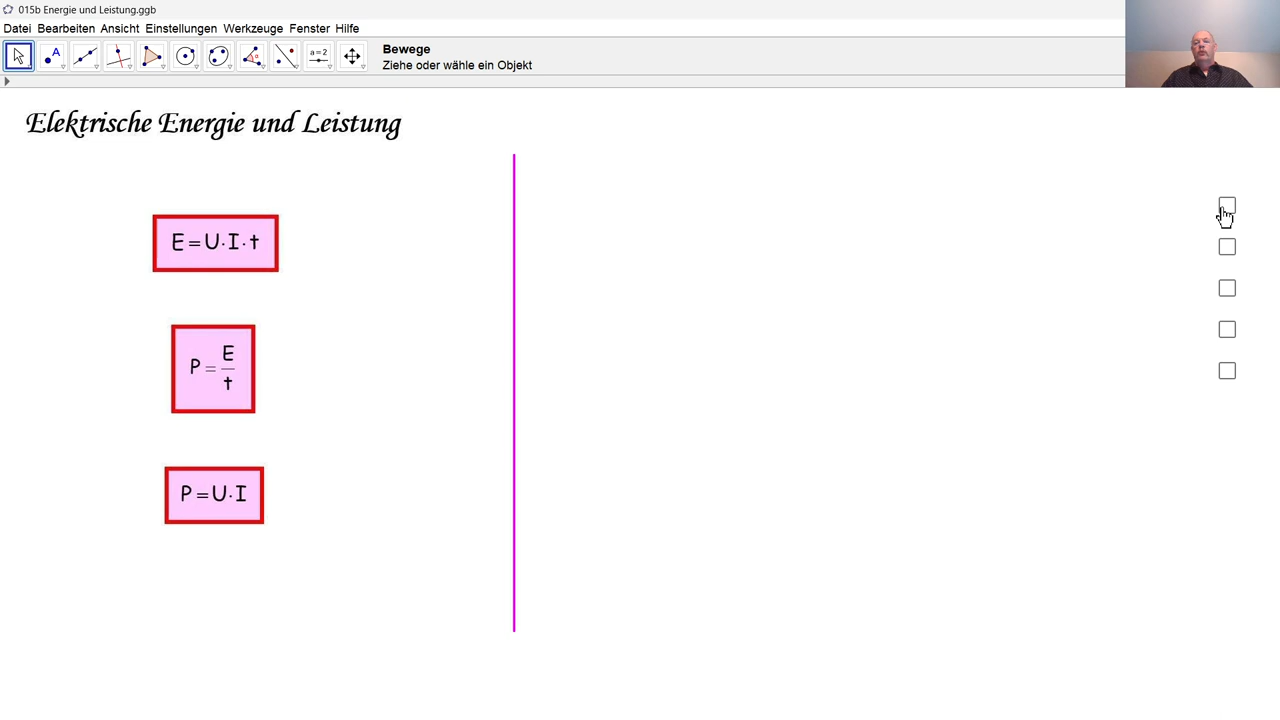 015b Energie und Leistung.ggb
Datei Bearbeiten Ansicht Einstellungen Werkzeuge Fenster Hilfe
A
a=2
Bewege
Ziehe oder wähle ein Objekt
Elektrische Energie und Leistung
E=U·I·t
P=E/t
P=U·I